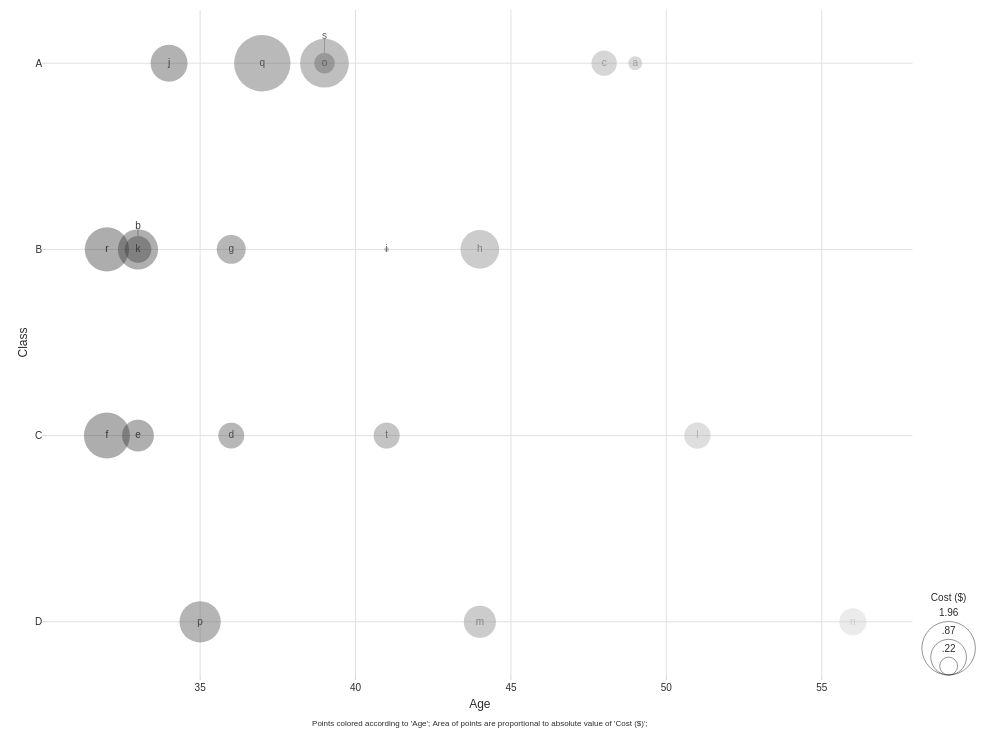 s
A
j
q
o
c
a
b
B
r
k
g
i
h
C
f
e
d
t
l
Class
D
p
m
n
Cost ($)
1.96
.87
.22
35
40
45
50
55
Age
Points colored according to 'Age'; Area of points are proportional to absolute value of 'Cost ($)';